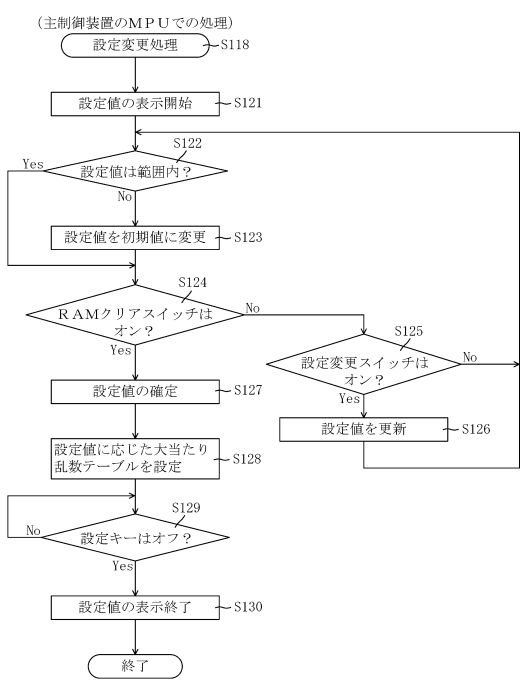 (主制御装置のMPUでの処理)
設定変更処理
S118
設定値の表示開始
S121
S122
Yes
設定値は範囲内?
No
設定値を初期値に変更
S123
S124
RAMクリアスイッチは
オン?
No
Yes
S125
設定変更スイッチは
オン?
No
Yes
設定値の確定
S127
設定値を更新
S126
設定値に応じた大当たり
乱数テーブルを設定
S128
S129
設定キーはオフ?
No
Yes
設定値の表示終了
S130
終了